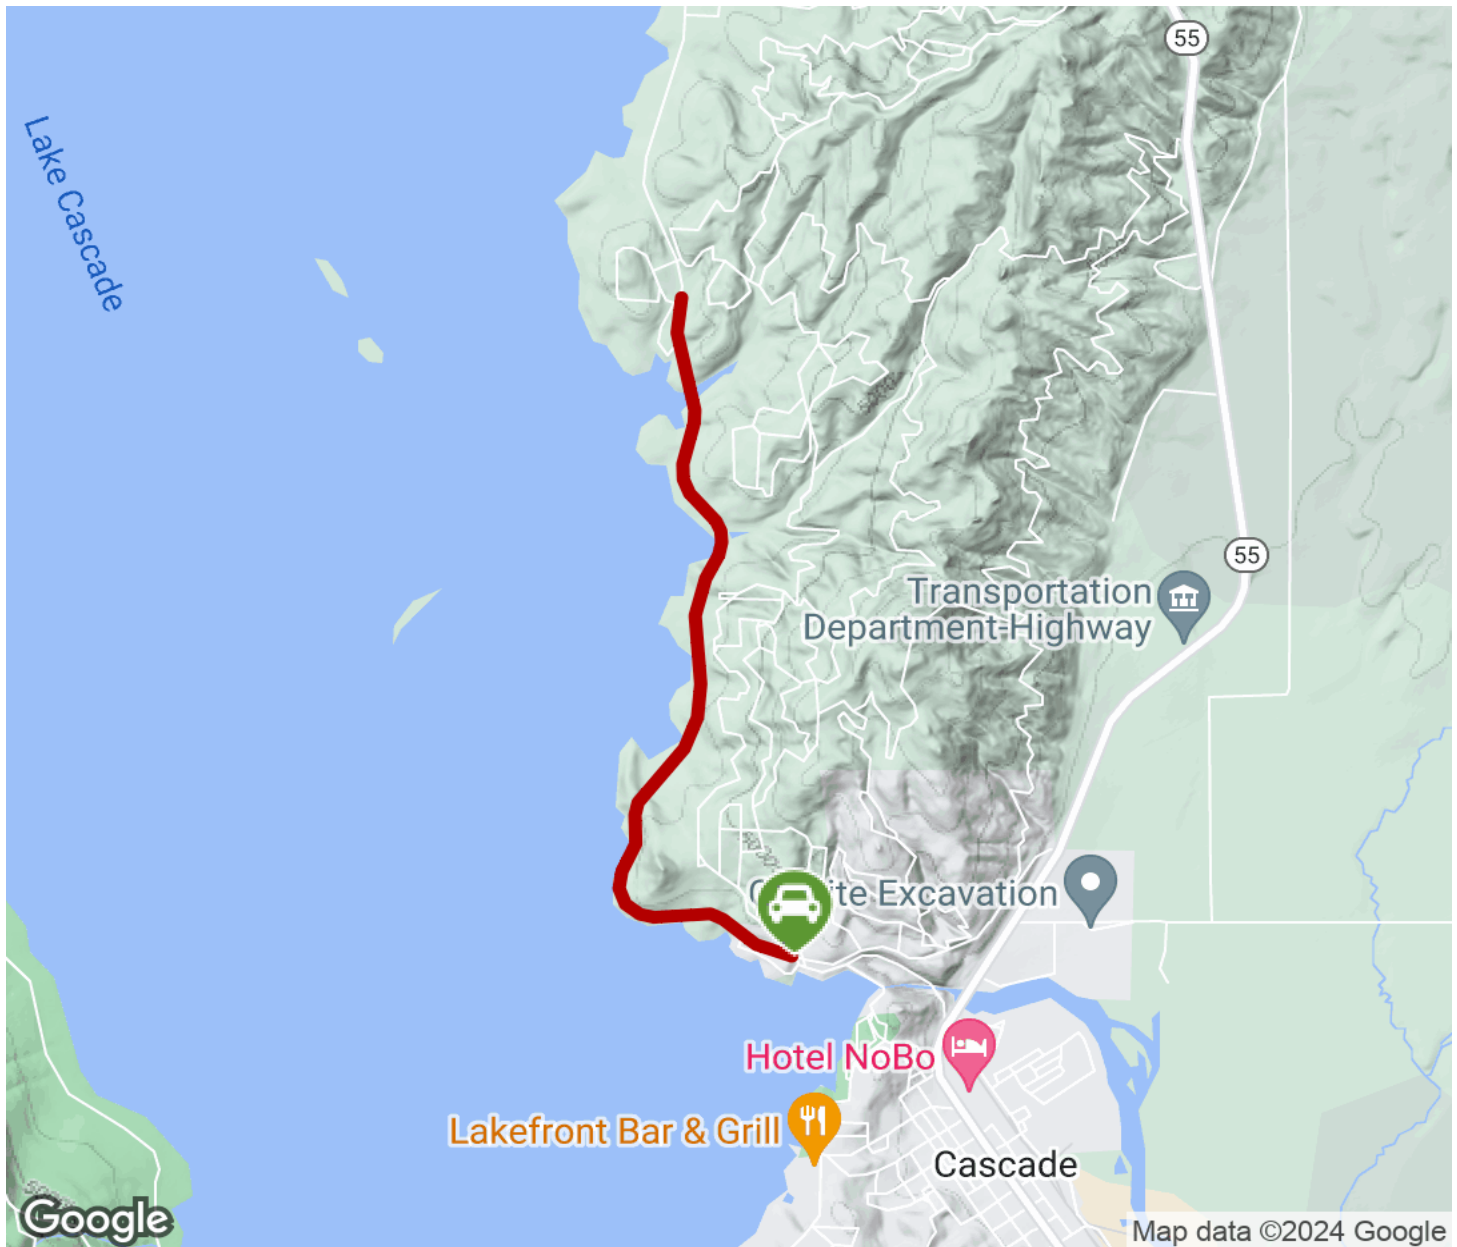 55
Lake Cascade
55
Transportation
Department-Highway
ite Excavation
Hotel NoBo
Lakefront Bar & Grill
Cascade
Google
Map data ©2024 Google